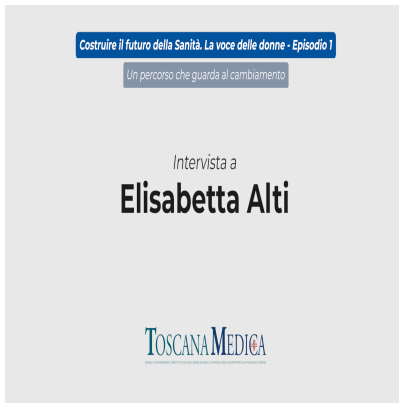 Costruire il futuro della Sanità. La voce delle donne - Episodio 1
Un percorso che guarda al cambiamento
Intervista a
Elisabetta Alti
TOSCANA MEDICA